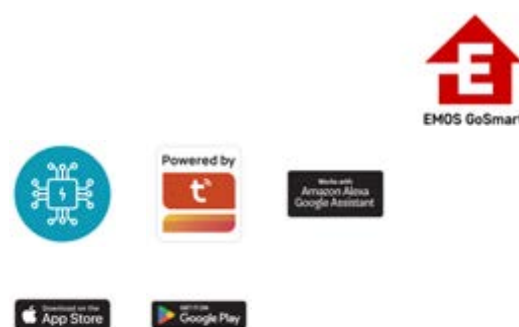 E
EMOS GoSmart
Powered by
t
Works with
Amazon Alexa
Google Assistant
Download on the
App Store
GET IT ON
Google Play